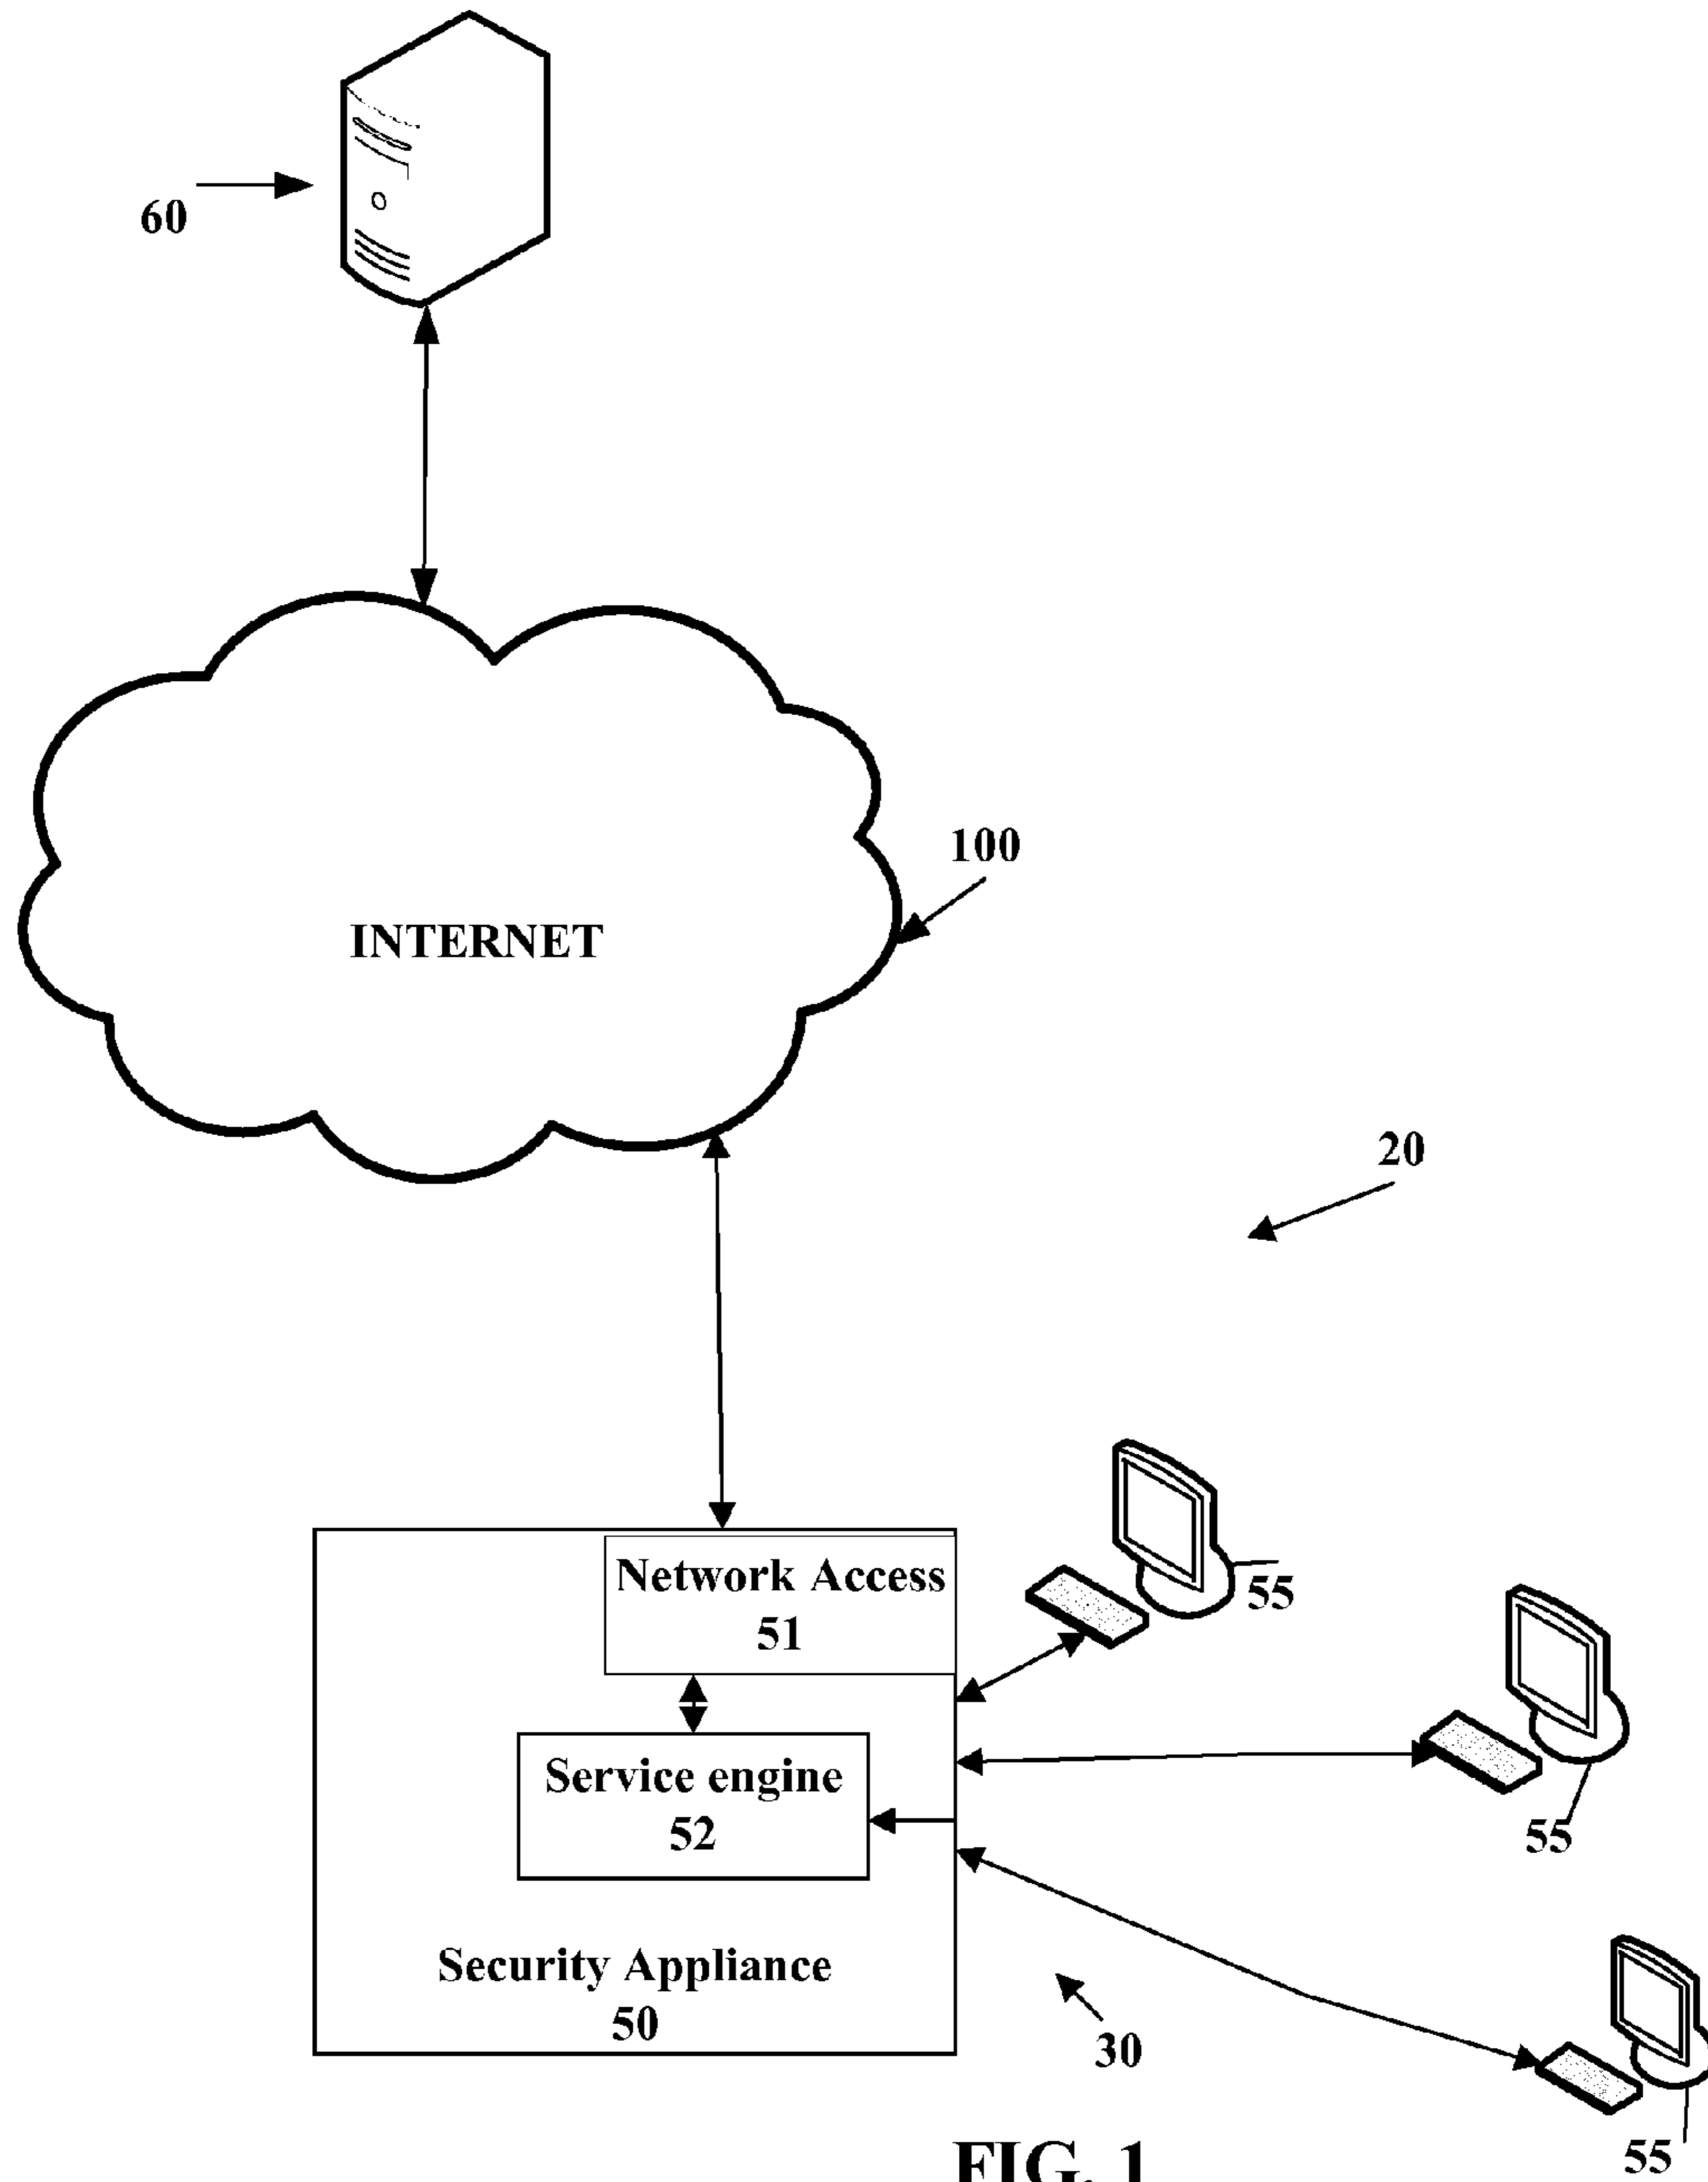 60
100
INTERNET
20
Network Access
51
55
Service engine
52
55
Security Appliance
50
30
55
FIG. 1